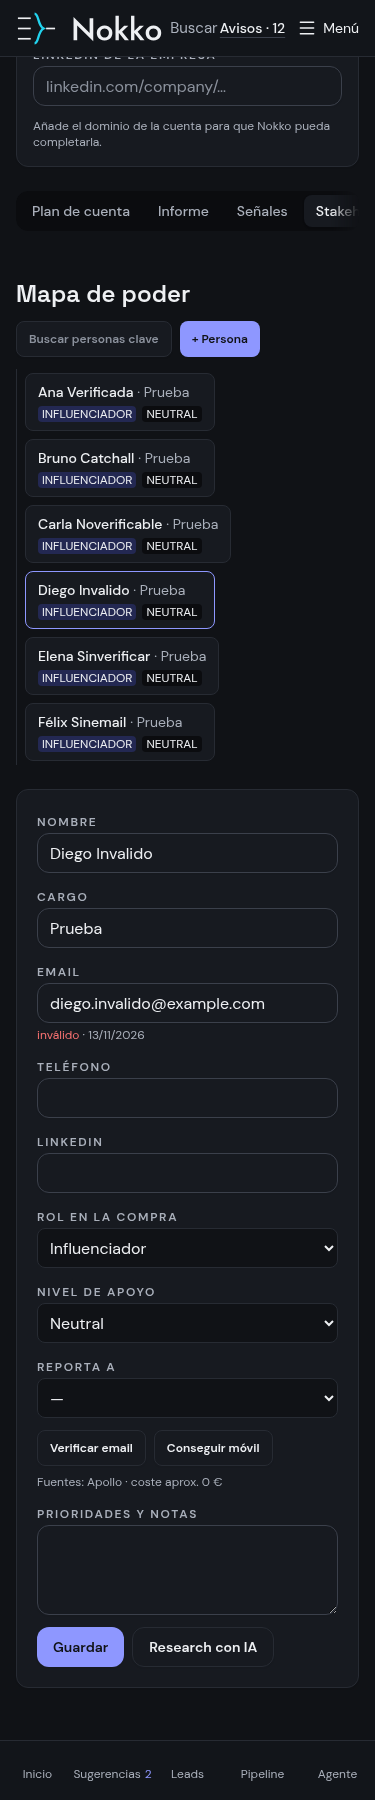 Nokko Buscar Avisos · 12 Menú
LINKEDIN DE LA EMPRESA
linkedin.com/company/...
Añade el dominio de la cuenta para que Nokko pueda
completarla.
Plan de cuenta Informe Señales Stakeh
Mapa de poder
Buscar personas clave + Persona
Ana Verificada · Prueba
INFLUENCIADOR NEUTRAL
Bruno Catchall · Prueba
INFLUENCIADOR NEUTRAL
Carla Noverificable · Prueba
INFLUENCIADOR NEUTRAL
Diego Invalido · Prueba
INFLUENCIADOR NEUTRAL
Elena Sinverificar · Prueba
INFLUENCIADOR NEUTRAL
Félix Sinemail · Prueba
INFLUENCIADOR NEUTRAL
NOMBRE
Diego Invalido
CARGO
Prueba
EMAIL
diego.invalido@example.com
inválido · 13/11/2026
TELÉFONO
LINKEDIN
ROL EN LA COMPRA
Influenciador
NIVEL DE APOYO
Neutral
REPORTA A
—
Verificar email Conseguir móvil
Fuentes: Apollo · coste aprox. 0 €
PRIORIDADES Y NOTAS
Guardar Research con IA
Inicio Sugerencias 2 Leads Pipeline Agente